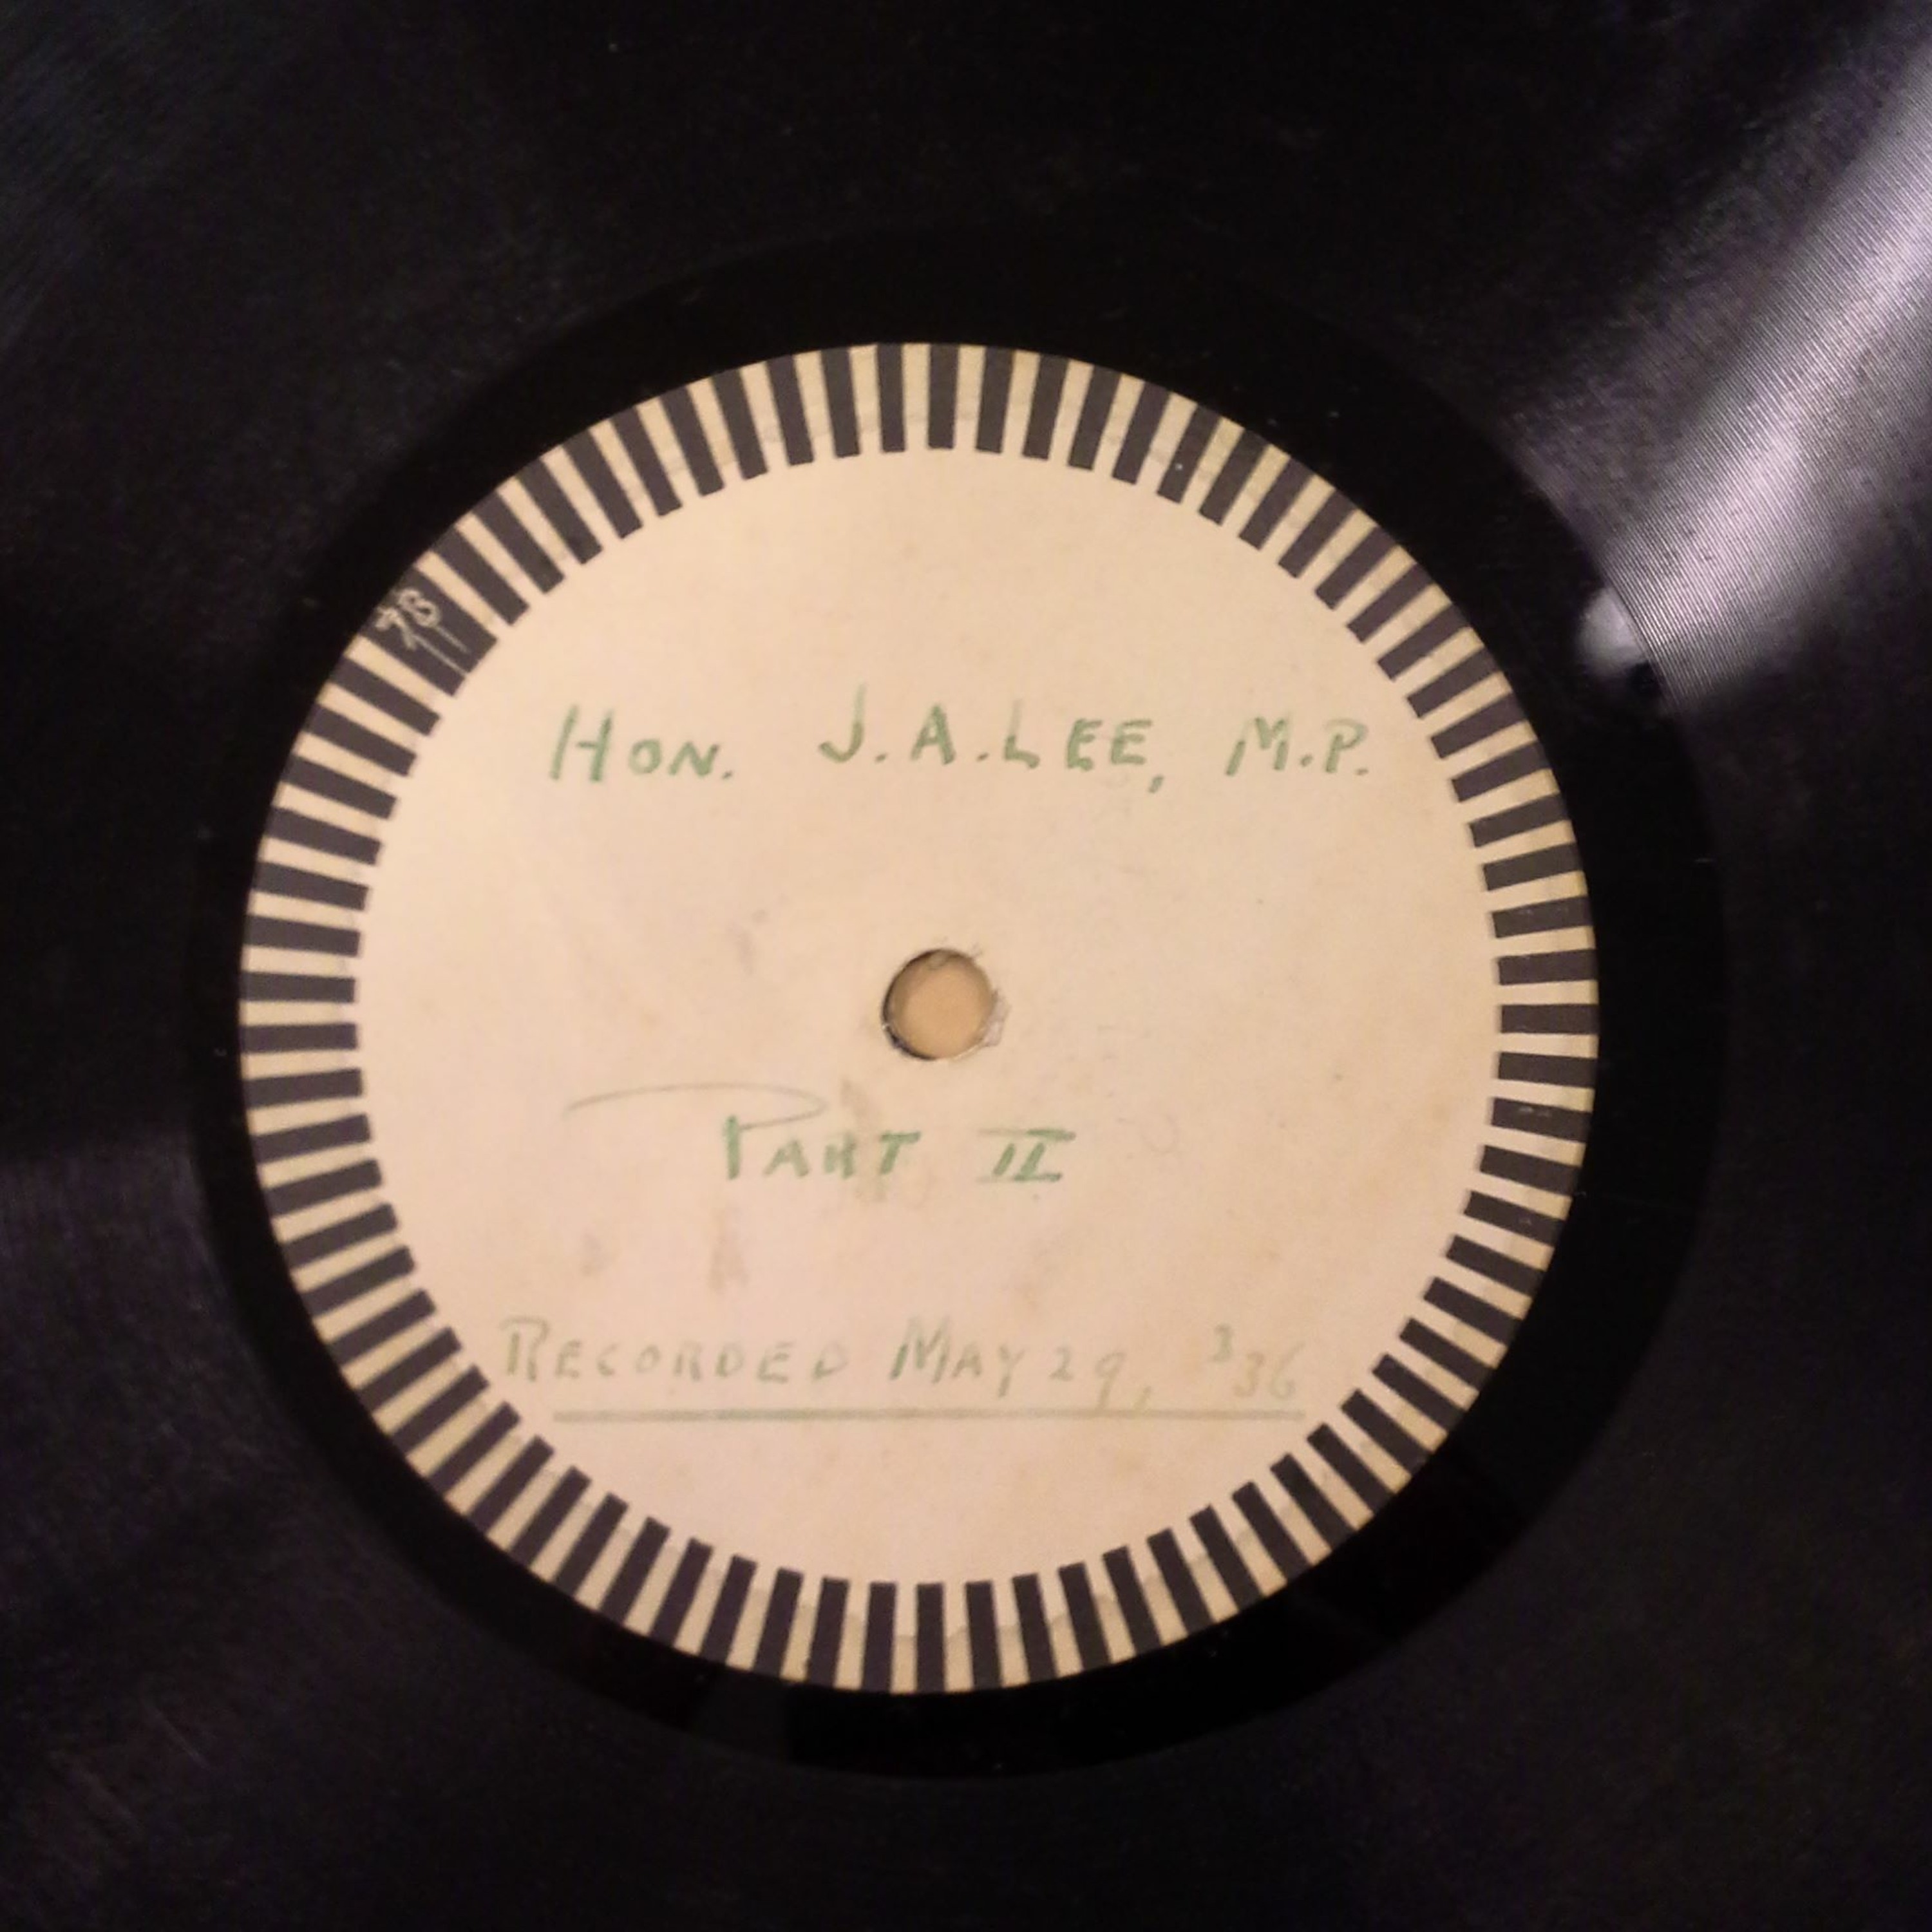 78
HON. J.A. LEE, M.P.
PART II
RECORDED MAY 29, '36